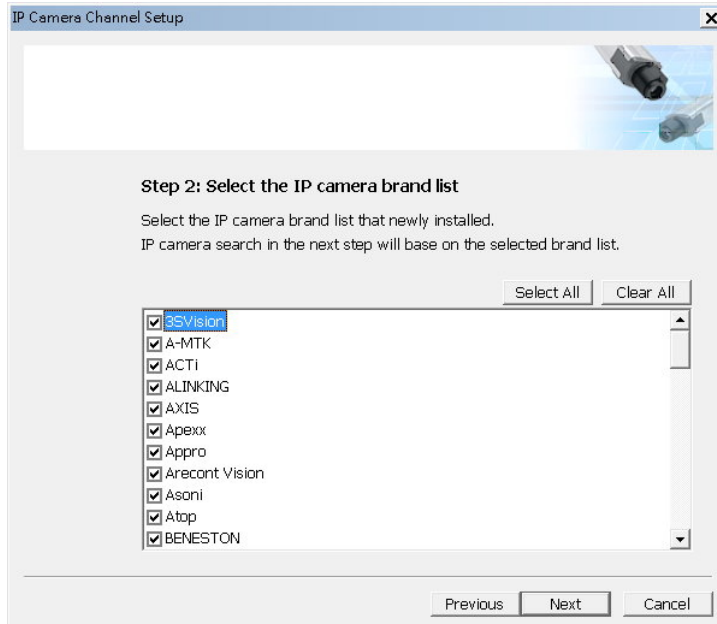 IP Camera Channel Setup
Step 2: Select the IP camera brand list
Select the IP camera brand list that newly installed.
IP camera search in the next step will base on the selected brand list.
Select All
Clear All
3SVision
A-MTK
ACTi
ALINKING
AXIS
Apexx
Appro
Arecont Vision
Asoni
Atop
BENESTON
Previous
Next
Cancel